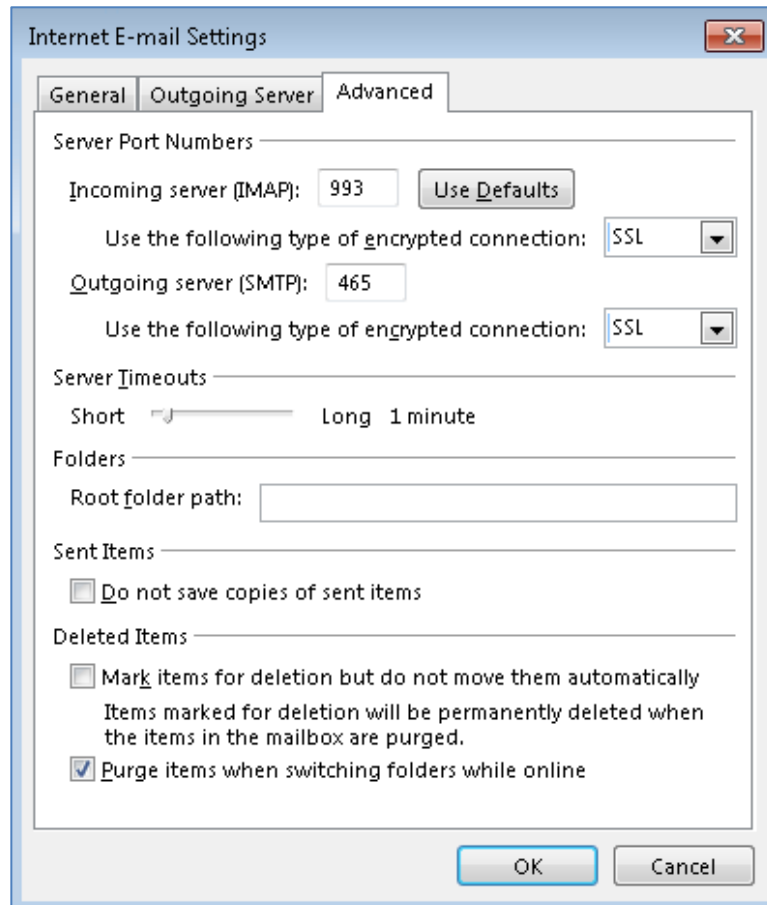 Internet E-mail Settings
General Outgoing Server Advanced
Server Port Numbers
Incoming server (IMAP): 993 Use Defaults
Use the following type of encrypted connection: SSL
Outgoing server (SMTP): 465
Use the following type of encrypted connection: SSL
Server Timeouts
Short Long 1 minute
Folders
Root folder path:
Sent Items
Do not save copies of sent items
Deleted Items
Mark items for deletion but do not move them automatically
Items marked for deletion will be permanently deleted when
the items in the mailbox are purged.
Purge items when switching folders while online
OK Cancel